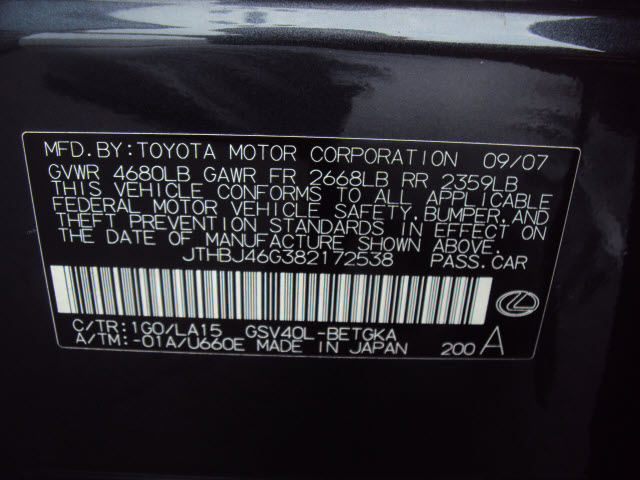 MFD.BY:TOYOTA MOTOR CORPORATION 09/07
GVWR 4680LB GAWR FR 2668LB RR 2359LB
THIS VEHICLE CONFORMS TO ALL APPLICABLE
FEDERAL MOTOR VEHICLE SAFETY,BUMPER,AND
THEFT PREVENTION STANDARDS IN EFFECT ON
THE DATE OF MANUFACTURE SHOWN ABOVE.
JTHBJ46G382172538 PASS.CAR
C/TR:1G0/LA15 GSV40L-BETGKA
A/TM:-01A/U660E MADE IN JAPAN 200 A